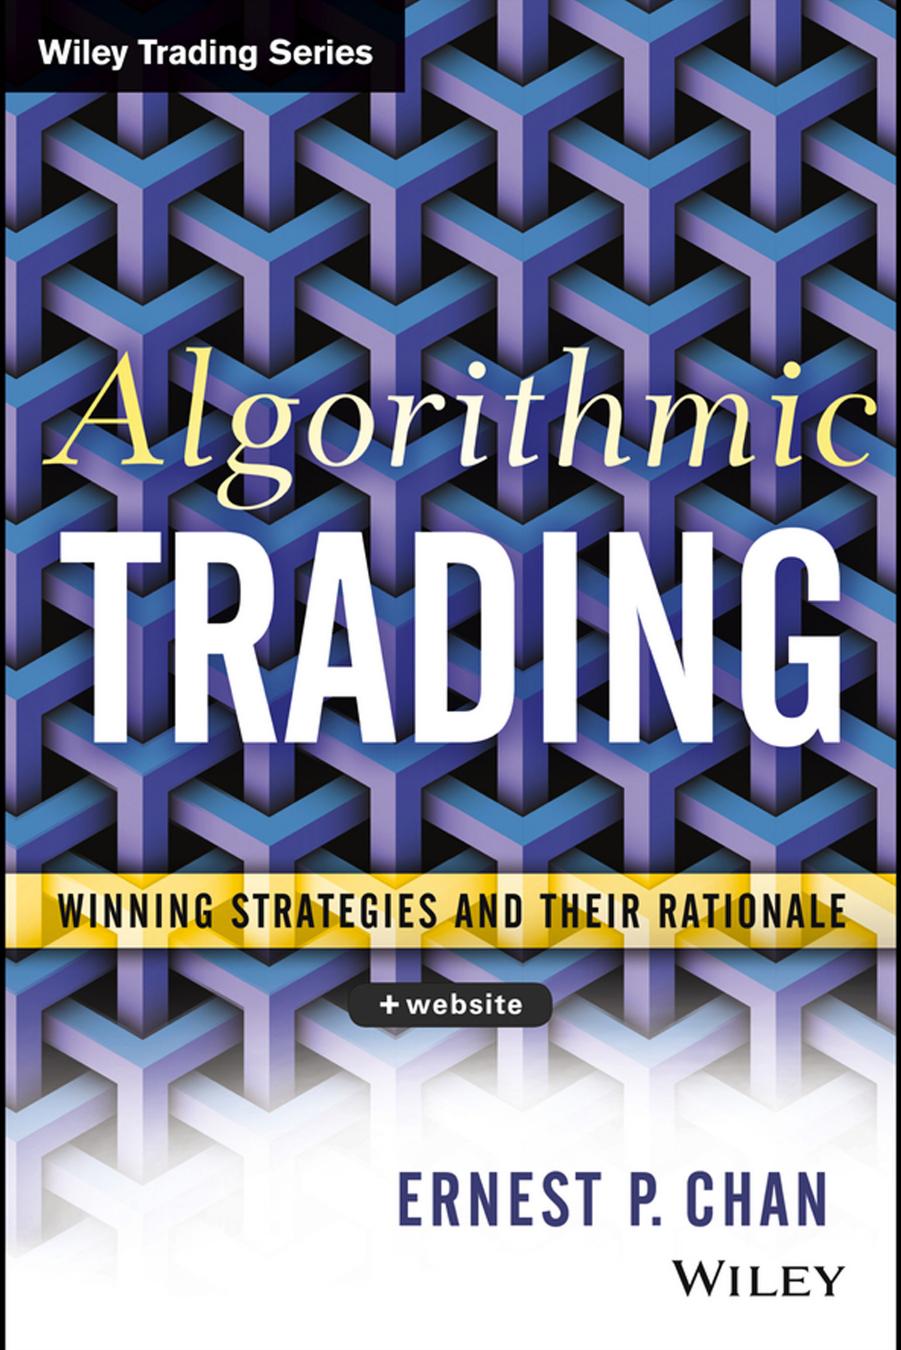 Wiley Trading Series
Algorithmic
TRADING
WINNING STRATEGIES AND THEIR RATIONALE
+ website
ERNEST P. CHAN
WILEY